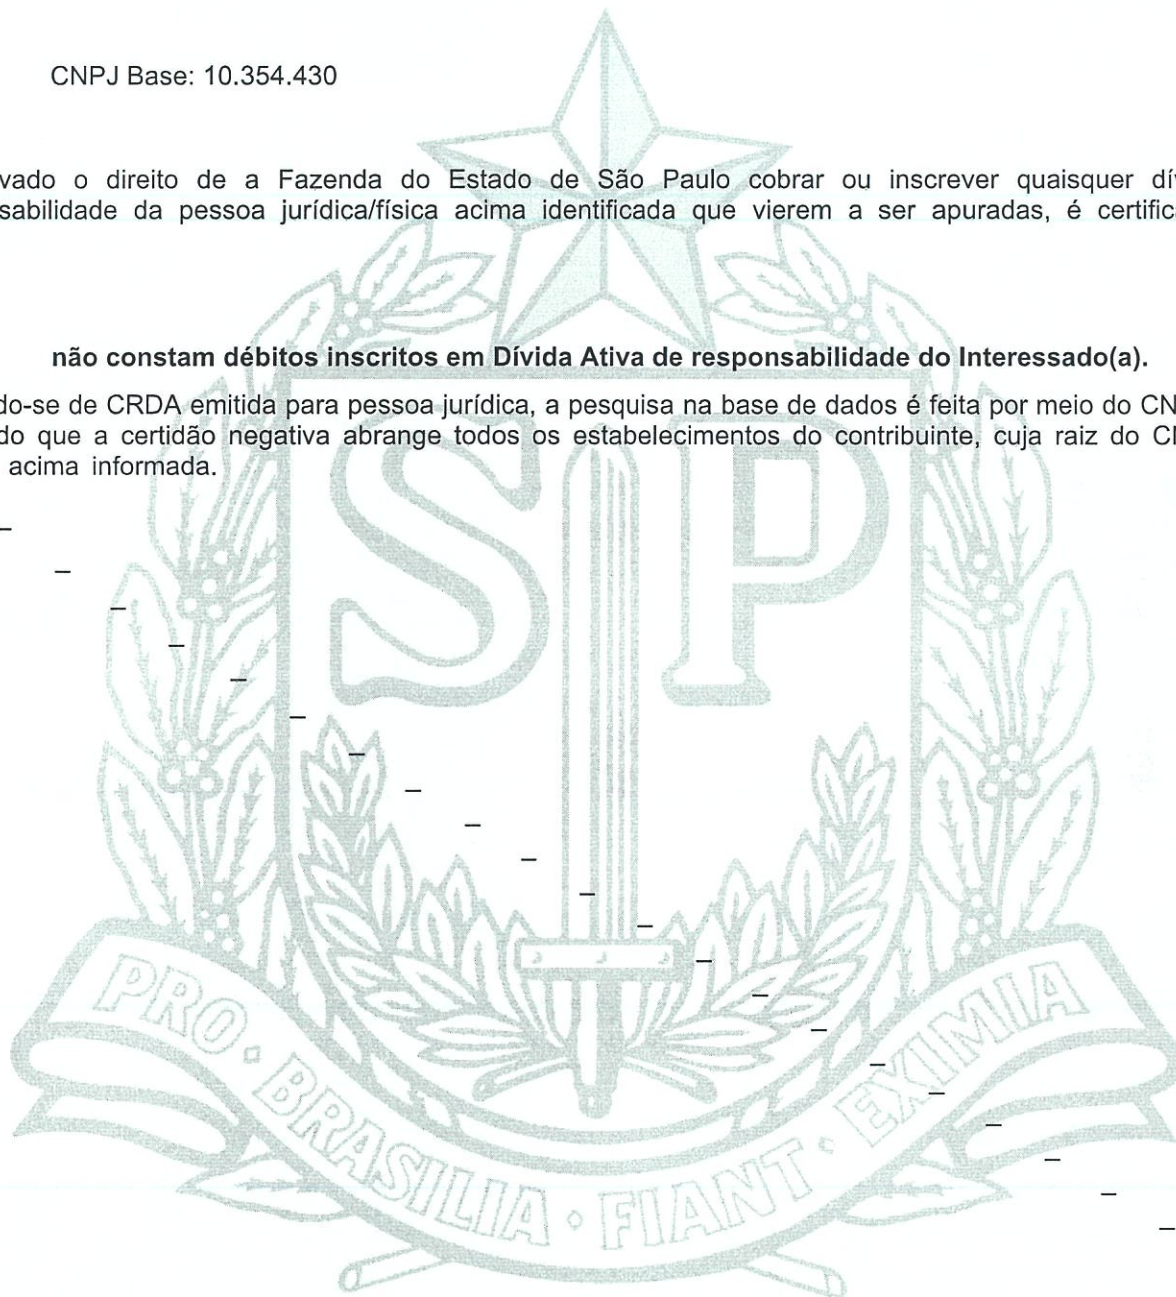 CNPJ Base: 10.354.430
vado o direito de a Fazenda do Estado de São Paulo cobrar ou inscrever quaisquer dív
sabilidade da pessoa jurídica/física acima identificada que vierem a ser apuradas, é certific
não constam débitos inscritos em Dívida Ativa de responsabilidade do Interessado(a).
do-se de CRDA emitida para pessoa jurídica, a pesquisa na base de dados é feita por meio do CN
do que a certidão negativa abrange todos os estabelecimentos do contribuinte, cuja raiz do CN
acima informada.
SP
PRO · BRASILIA · FIANT · EXIMIA